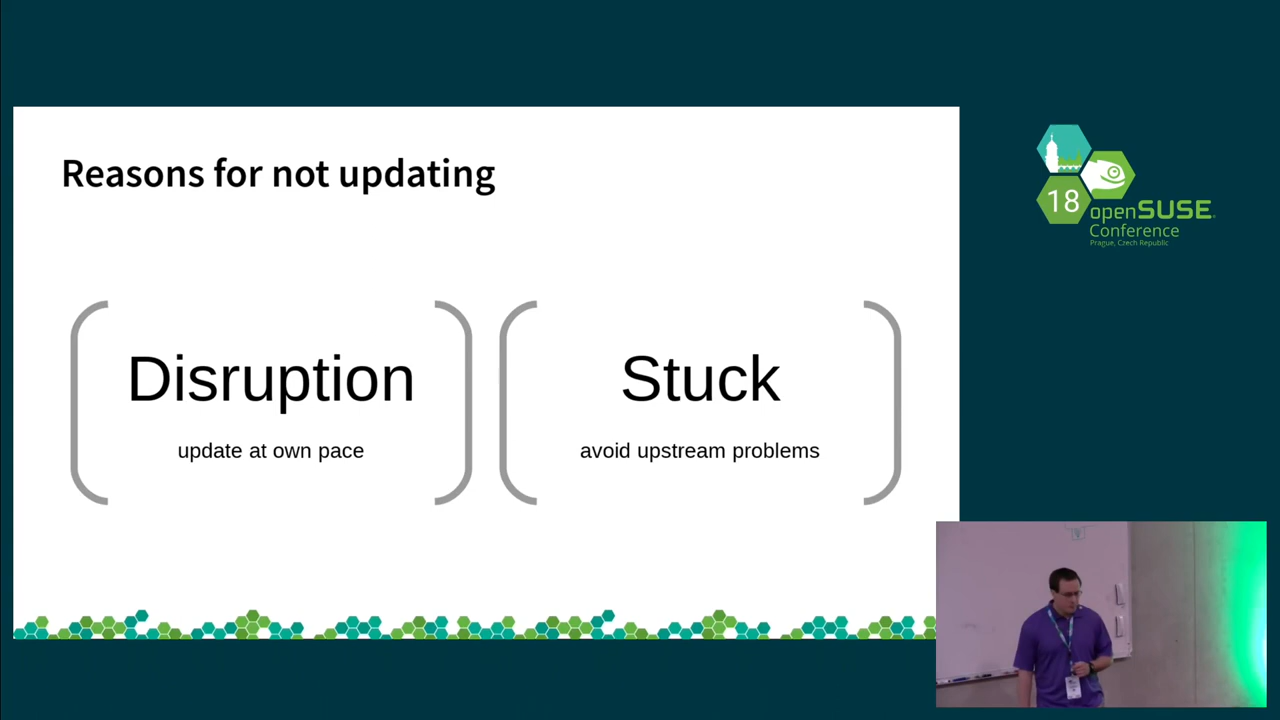 Reasons for not updating
Disruption
update at own pace
Stuck
avoid upstream problems
18
openSUSE
Conference
Prague, Czech Republic